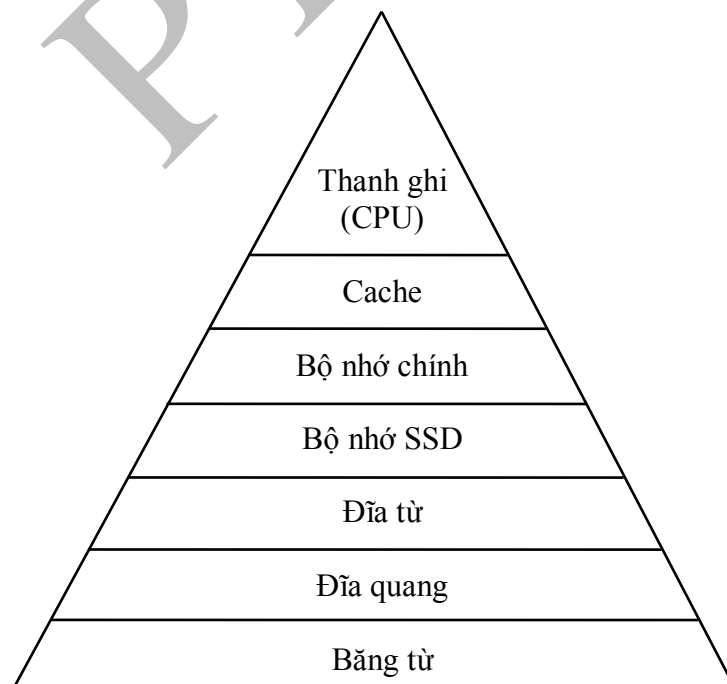 Thanh ghi
(CPU)
Cache
Bộ nhớ chính
Bộ nhớ SSD
Đĩa từ
Đĩa quang
Băng từ